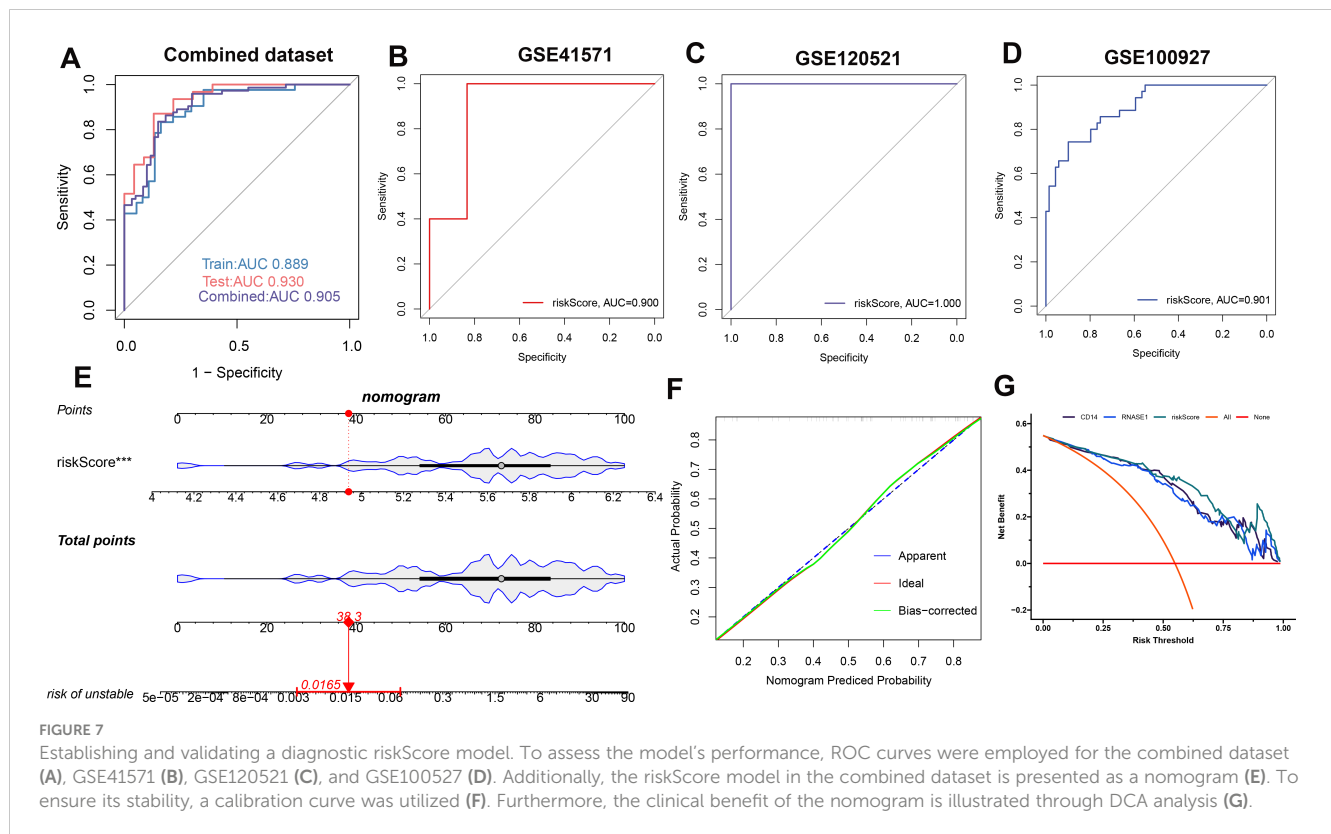 A
Combined dataset
Sensitivity
1.0
0.8
0.6
0.4
0.2
0.0
Train:AUC 0.889
Test:AUC 0.930
Combined:AUC 0.905
0.0 0.5 1.0
1 − Specificity
B
GSE41571
Sensitivity
1.0
0.8
0.6
0.4
0.2
0.0
riskScore, AUC=0.900
1.0 0.8 0.6 0.4 0.2 0.0
Specificity
C
GSE120521
Sensitivity
1.0
0.8
0.6
0.4
0.2
0.0
riskScore, AUC=1.000
1.0 0.8 0.6 0.4 0.2 0.0
Specificity
D
GSE100927
Sensitivity
1.0
0.8
0.6
0.4
0.2
0.0
riskScore, AUC=0.901
1.0 0.8 0.6 0.4 0.2 0.0
Specificity
E
nomogram
Points
0 20 40 60 80 100
riskScore***
4 4.2 4.4 4.6 4.8 5 5.2 5.4 5.6 5.8 6 6.2 6.4
Total points
38.3
0 20 40 60 80 100
0.0165
risk of unstable
5e−05 2e−04 8e−04 0.003 0.015 0.06 0.3 1.5 6 30 90
F
Actual Probability
0.8
0.7
0.6
0.5
0.4
0.3
0.2
Apparent
Ideal
Bias−corrected
0.2 0.3 0.4 0.5 0.6 0.7 0.8
Nomogram Prediced Probability
G
CD14 RNASE1 riskScore All None
Net Benefit
0.6
0.4
0.2
0.0
−0.2
0.00 0.25 0.50 0.75 1.00
Risk Threshold
FIGURE 7
Establishing and validating a diagnostic riskScore model. To assess the model’s performance, ROC curves were employed for the combined dataset
(A), GSE41571 (B), GSE120521 (C), and GSE100527 (D). Additionally, the riskScore model in the combined dataset is presented as a nomogram (E). To
ensure its stability, a calibration curve was utilized (F). Furthermore, the clinical benefit of the nomogram is illustrated through DCA analysis (G).